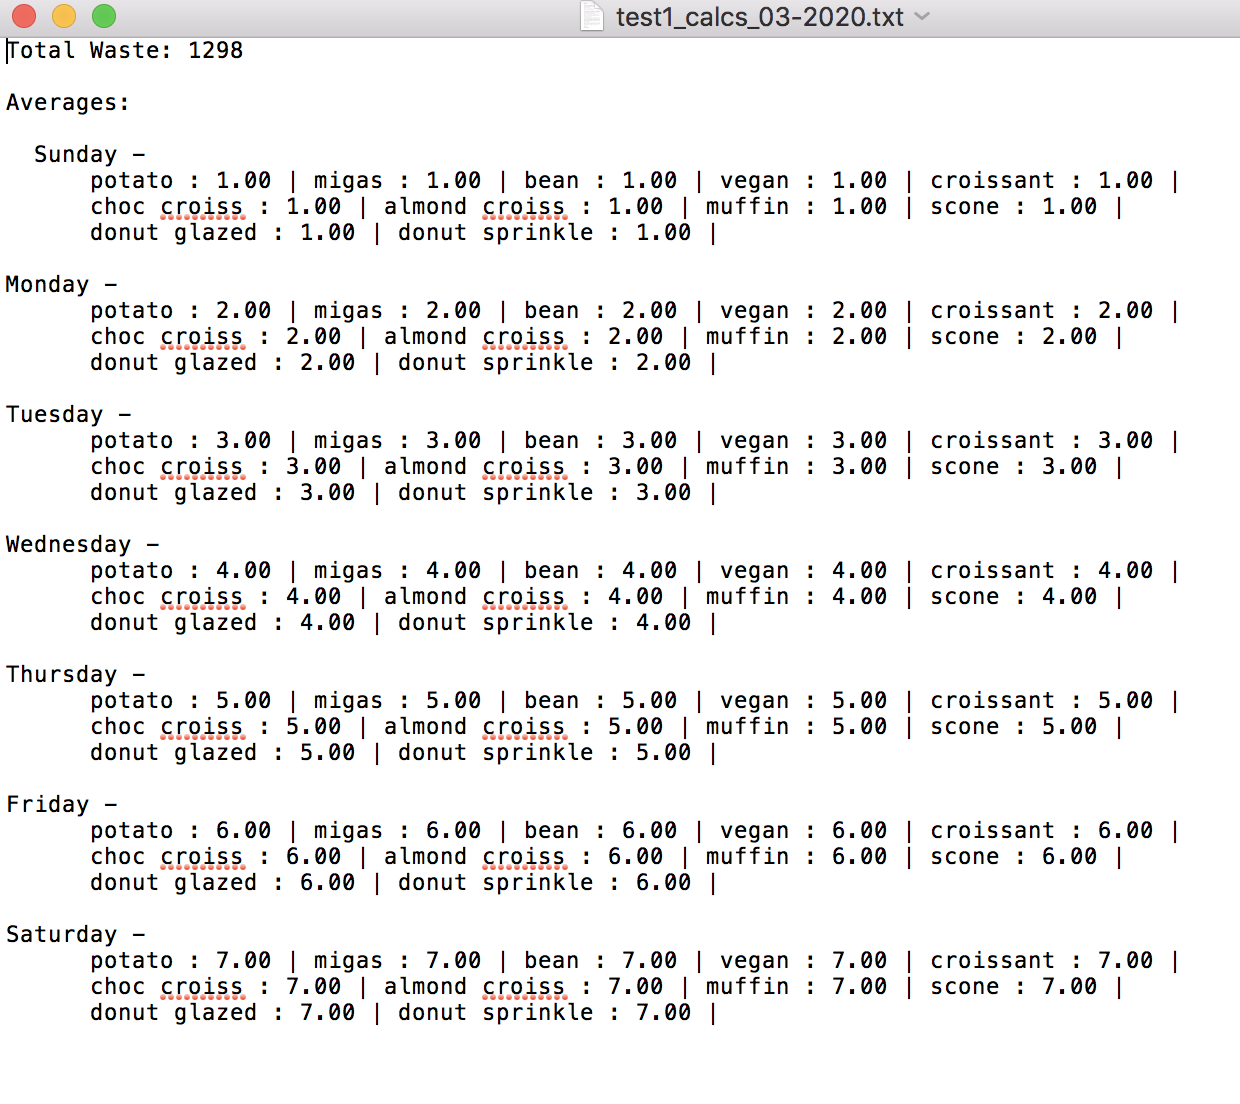 test1_calcs_03-2020.txt
Total Waste: 1298
Averages:
Sunday –
potato : 1.00 | migas : 1.00 | bean : 1.00 | vegan : 1.00 | croissant : 1.00 |
choc croiss : 1.00 | almond croiss : 1.00 | muffin : 1.00 | scone : 1.00 |
donut glazed : 1.00 | donut sprinkle : 1.00 |
Monday –
potato : 2.00 | migas : 2.00 | bean : 2.00 | vegan : 2.00 | croissant : 2.00 |
choc croiss : 2.00 | almond croiss : 2.00 | muffin : 2.00 | scone : 2.00 |
donut glazed : 2.00 | donut sprinkle : 2.00 |
Tuesday –
potato : 3.00 | migas : 3.00 | bean : 3.00 | vegan : 3.00 | croissant : 3.00 |
choc croiss : 3.00 | almond croiss : 3.00 | muffin : 3.00 | scone : 3.00 |
donut glazed : 3.00 | donut sprinkle : 3.00 |
Wednesday –
potato : 4.00 | migas : 4.00 | bean : 4.00 | vegan : 4.00 | croissant : 4.00 |
choc croiss : 4.00 | almond croiss : 4.00 | muffin : 4.00 | scone : 4.00 |
donut glazed : 4.00 | donut sprinkle : 4.00 |
Thursday –
potato : 5.00 | migas : 5.00 | bean : 5.00 | vegan : 5.00 | croissant : 5.00 |
choc croiss : 5.00 | almond croiss : 5.00 | muffin : 5.00 | scone : 5.00 |
donut glazed : 5.00 | donut sprinkle : 5.00 |
Friday –
potato : 6.00 | migas : 6.00 | bean : 6.00 | vegan : 6.00 | croissant : 6.00 |
choc croiss : 6.00 | almond croiss : 6.00 | muffin : 6.00 | scone : 6.00 |
donut glazed : 6.00 | donut sprinkle : 6.00 |
Saturday –
potato : 7.00 | migas : 7.00 | bean : 7.00 | vegan : 7.00 | croissant : 7.00 |
choc croiss : 7.00 | almond croiss : 7.00 | muffin : 7.00 | scone : 7.00 |
donut glazed : 7.00 | donut sprinkle : 7.00 |